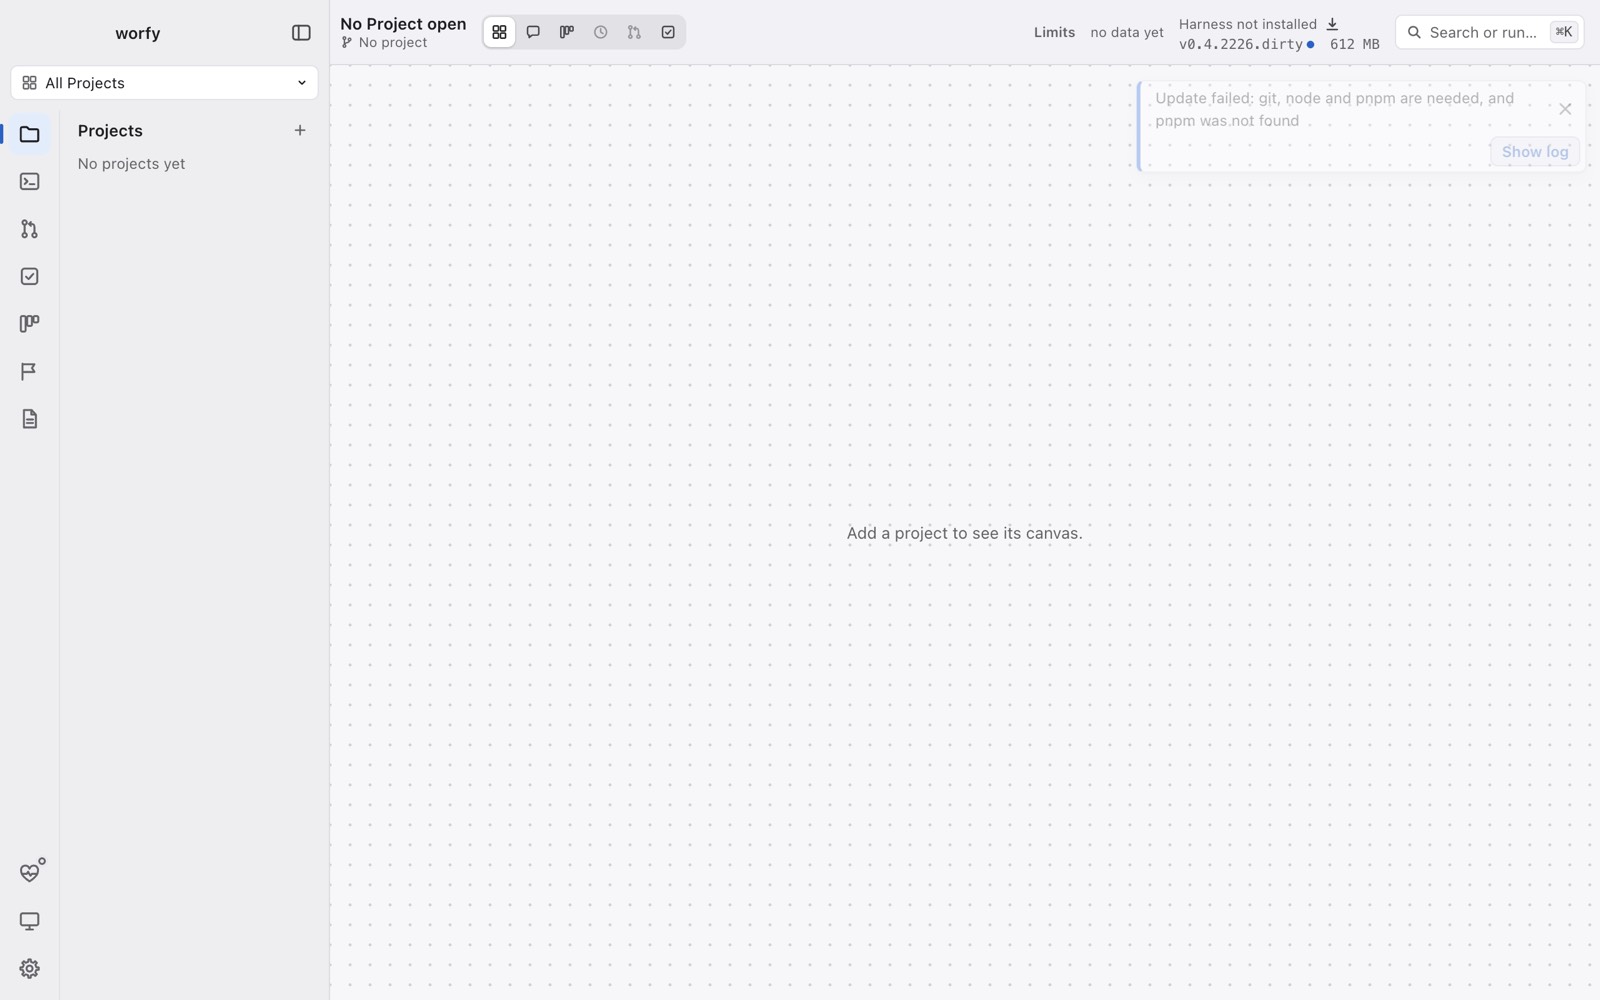 worfy
All Projects
Projects
No projects yet
No Project open
No project
Limits no data yet
Harness not installed
v0.4.2226.dirty 612 MB
Search or run... ⌘K
Update failed: git, node and pnpm are needed, and
pnpm was not found
Show log
Add a project to see its canvas.